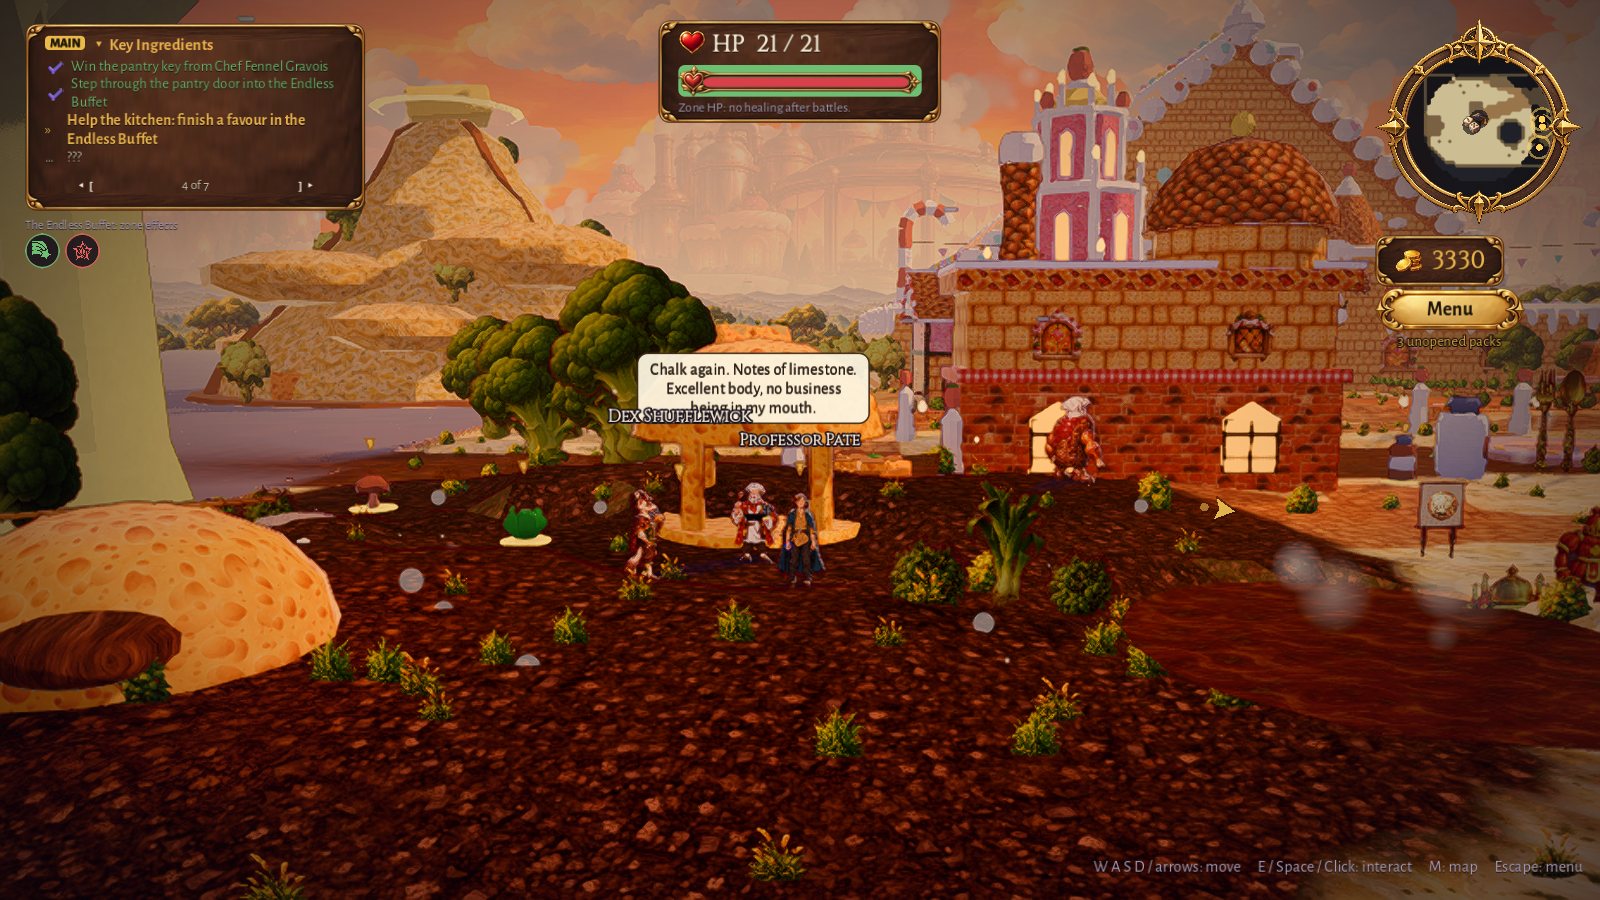 MAIN ▾ Key Ingredients
Win the pantry key from Chef Fennel Gravois
Step through the pantry door into the Endless
Buffet
» Help the kitchen: finish a favour in the
Endless Buffet
... ???
◂ [ 4 of 7 ] ▸
The Endless Buffet: zone effects
HP 21 / 21
Zone HP: no healing after battles.
3330
Menu
3 unopened packs
Chalk again. Notes of limestone.
Excellent body, no business
being in my mouth.
DEX SHUFFLEWICK
PROFESSOR PATE
W A S D / arrows: move E / Space / Click: interact M: map Escape: menu